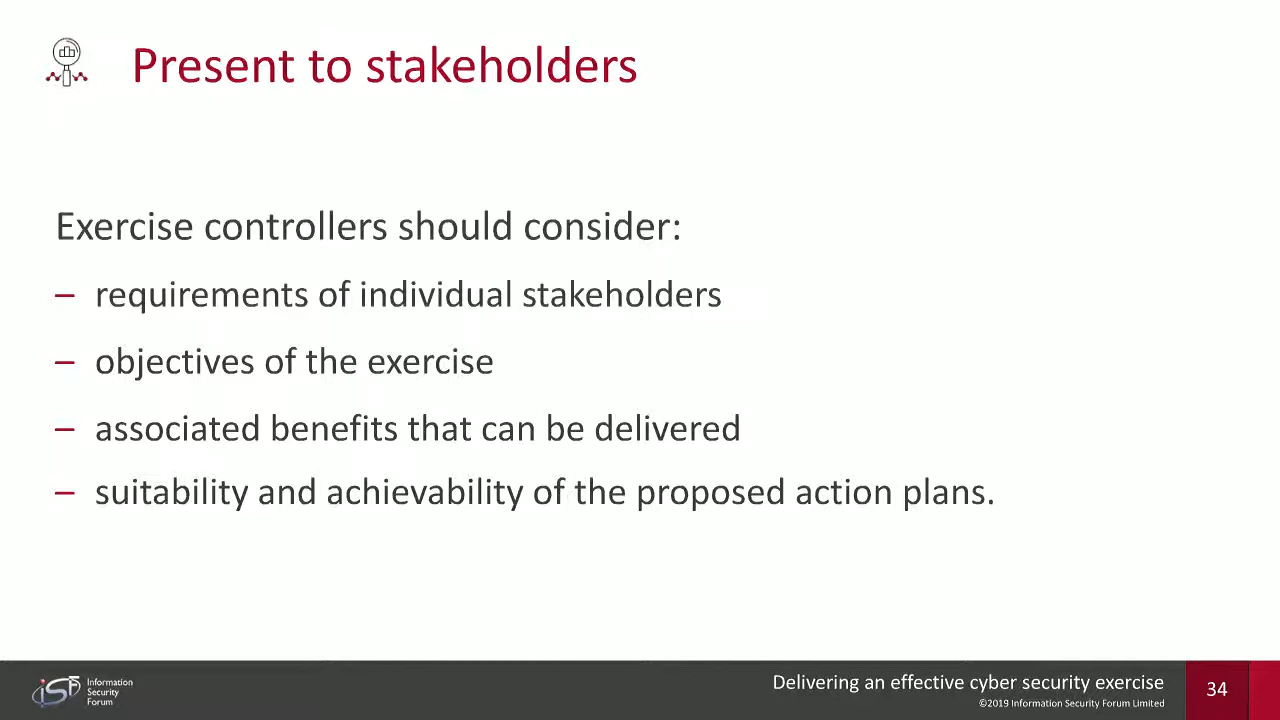 Present to stakeholders
Exercise controllers should consider:
– requirements of individual stakeholders
– objectives of the exercise
– associated benefits that can be delivered
– suitability and achievability of the proposed action plans.
iSF
Information
Security
Forum
Delivering an effective cyber security exercise
©2019 Information Security Forum Limited
34